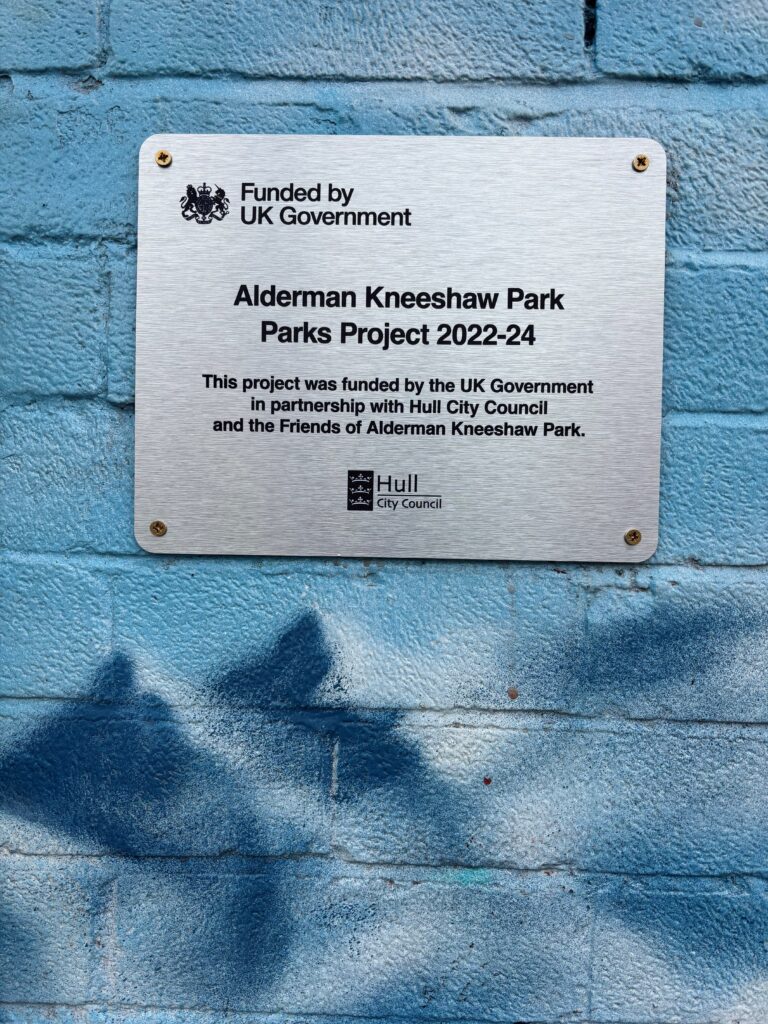 Funded by
UK Government
Alderman Kneeshaw Park
Parks Project 2022-24
This project was funded by the UK Government
in partnership with Hull City Council
and the Friends of Alderman Kneeshaw Park.
Hull
City Council